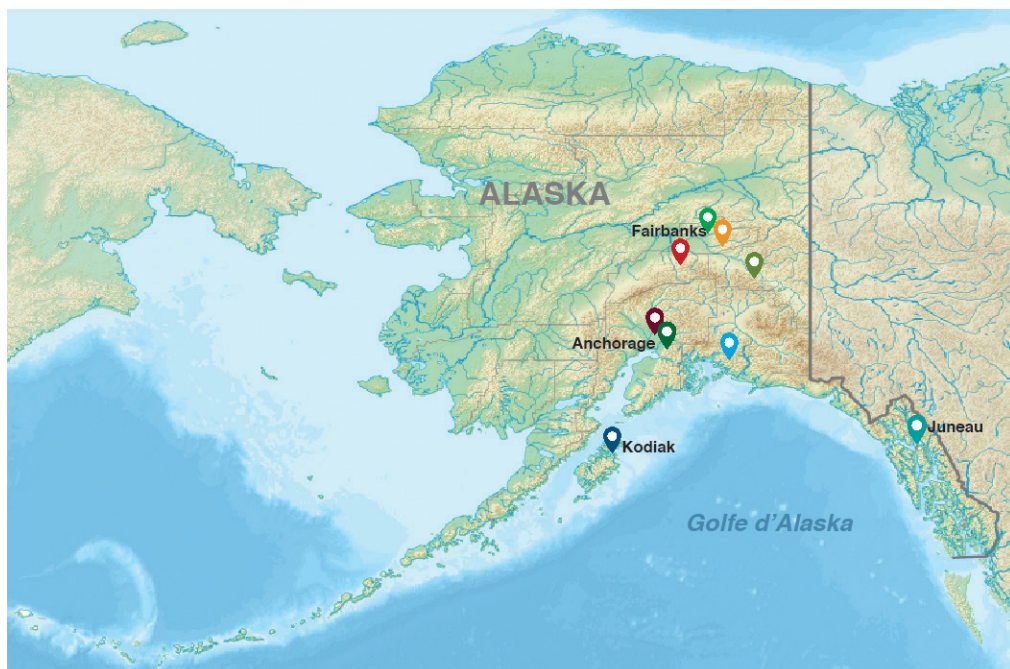 ALASKA
Fairbanks
Anchorage
Juneau
Kodiak
Golfe d’Alaska